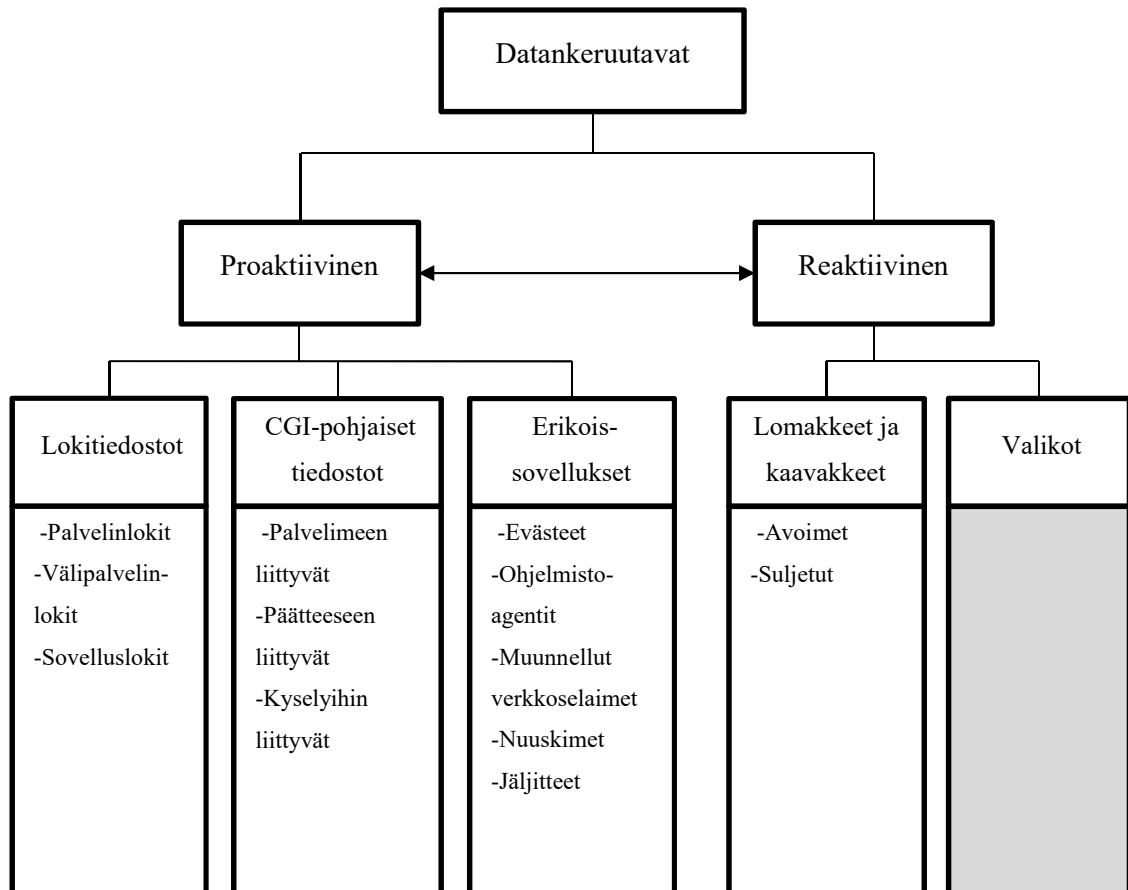 Datankeruutavat
Proaktiivinen
Reaktiivinen
Lokitiedostot
-Palvelinlokit
-Välipalvelin-
lokit
-Sovelluslokit
CGI-pohjaiset
tiedostot
-Palvelimeen
liittyvät
-Päätteeseen
liittyvät
-Kyselyihin
liittyvät
Erikois-
sovellukset
-Evästeet
-Ohjelmisto-
agentit
-Muunnellut
verkkoselaimet
-Nuuskimet
-Jäljitteet
Lomakkeet ja
kaavakkeet
-Avoimet
-Suljetut
Valikot